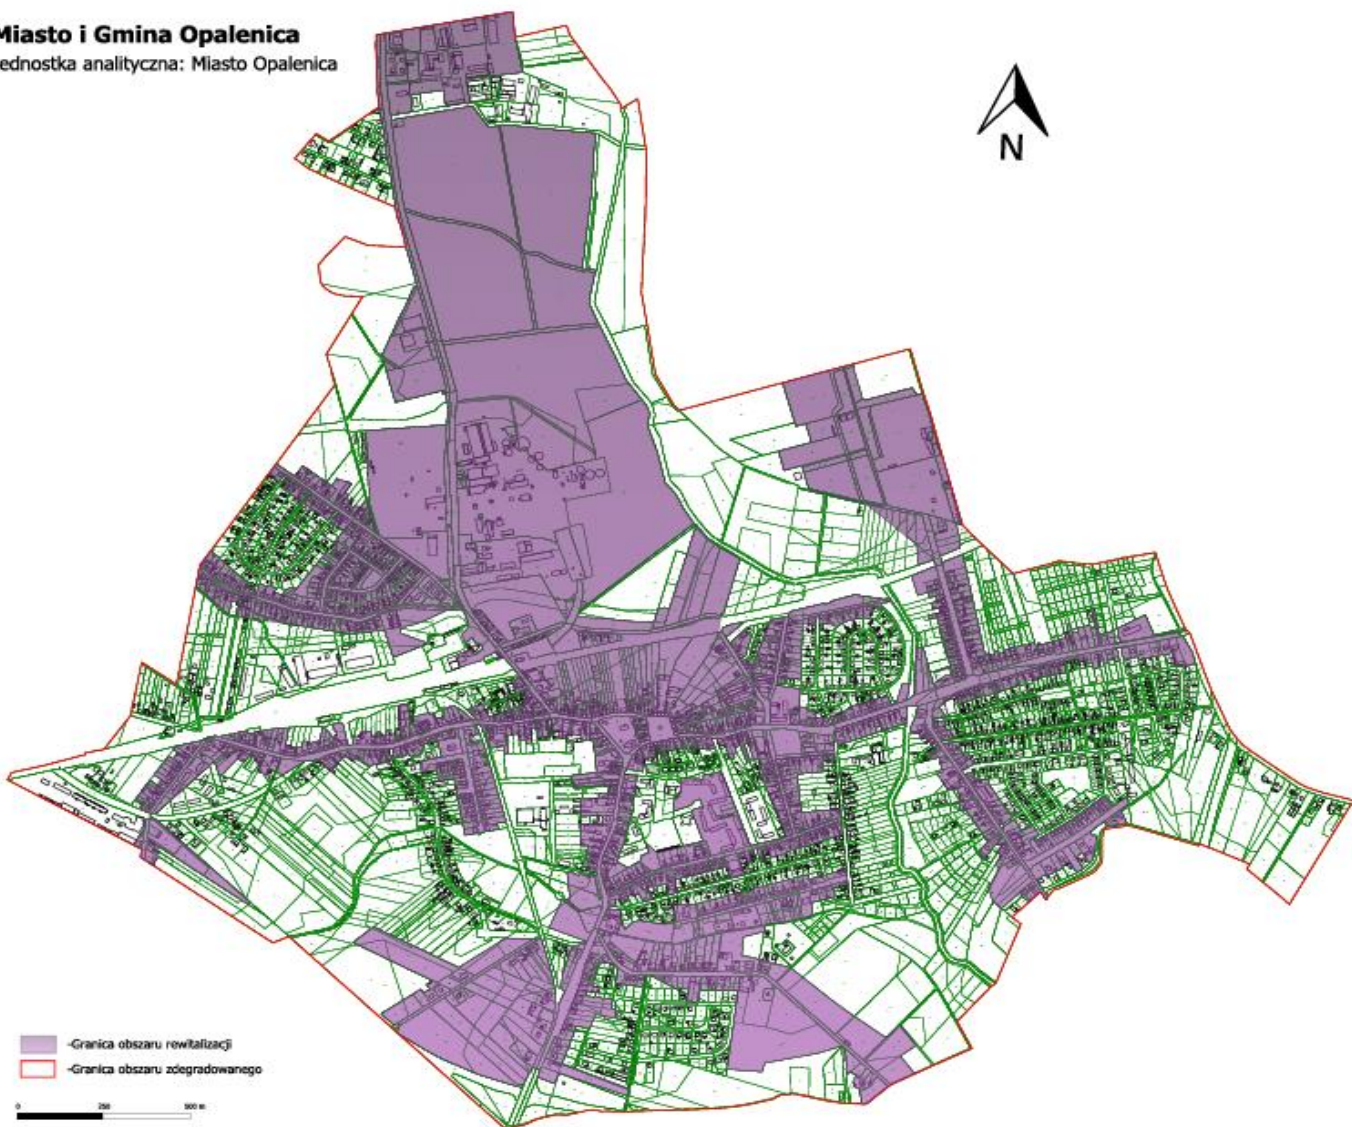 Miasto i Gmina Opalenica
ednostka analityczna: Miasto Opalenica
N
-Granica obszaru rewitalizacji
-Granica obszaru zdegradowanego
0 250 500 m